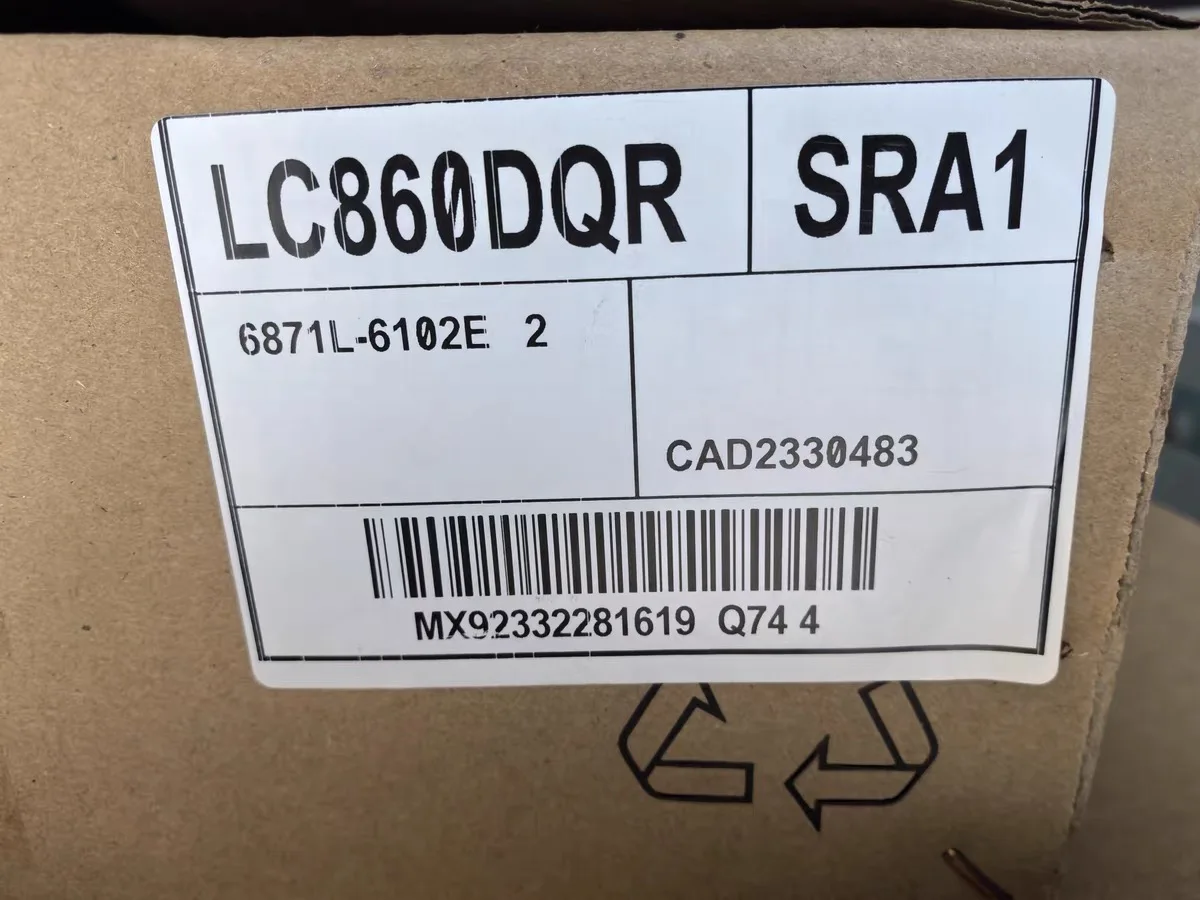 LC860DQR SRA1
6871L-6102E 2
CAD2330483
MX92332281619 Q74 4